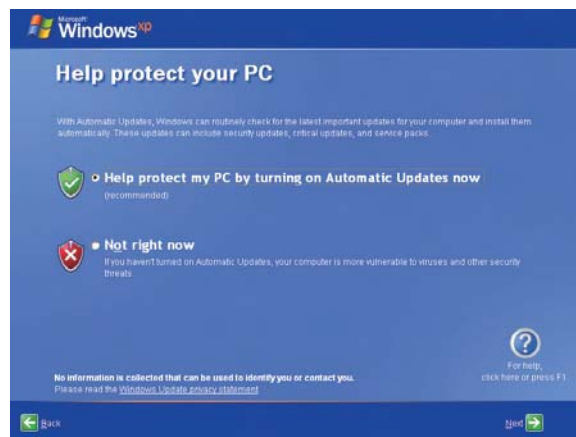 Microsoft
Windows xp
Help protect your PC
With Automatic Updates, Windows can routinely check for the latest important updates for your computer and install them
automatically. These updates can include security updates, critical updates, and service packs.
Help protect my PC by turning on Automatic Updates now
(recommended)
Not right now
If you haven't turned on Automatic Updates, your computer is more vulnerable to viruses and other security
threats.
For help,
click here or press F1.
No information is collected that can be used to identify you or contact you.
Please read the Windows Update privacy statement
Back
Next